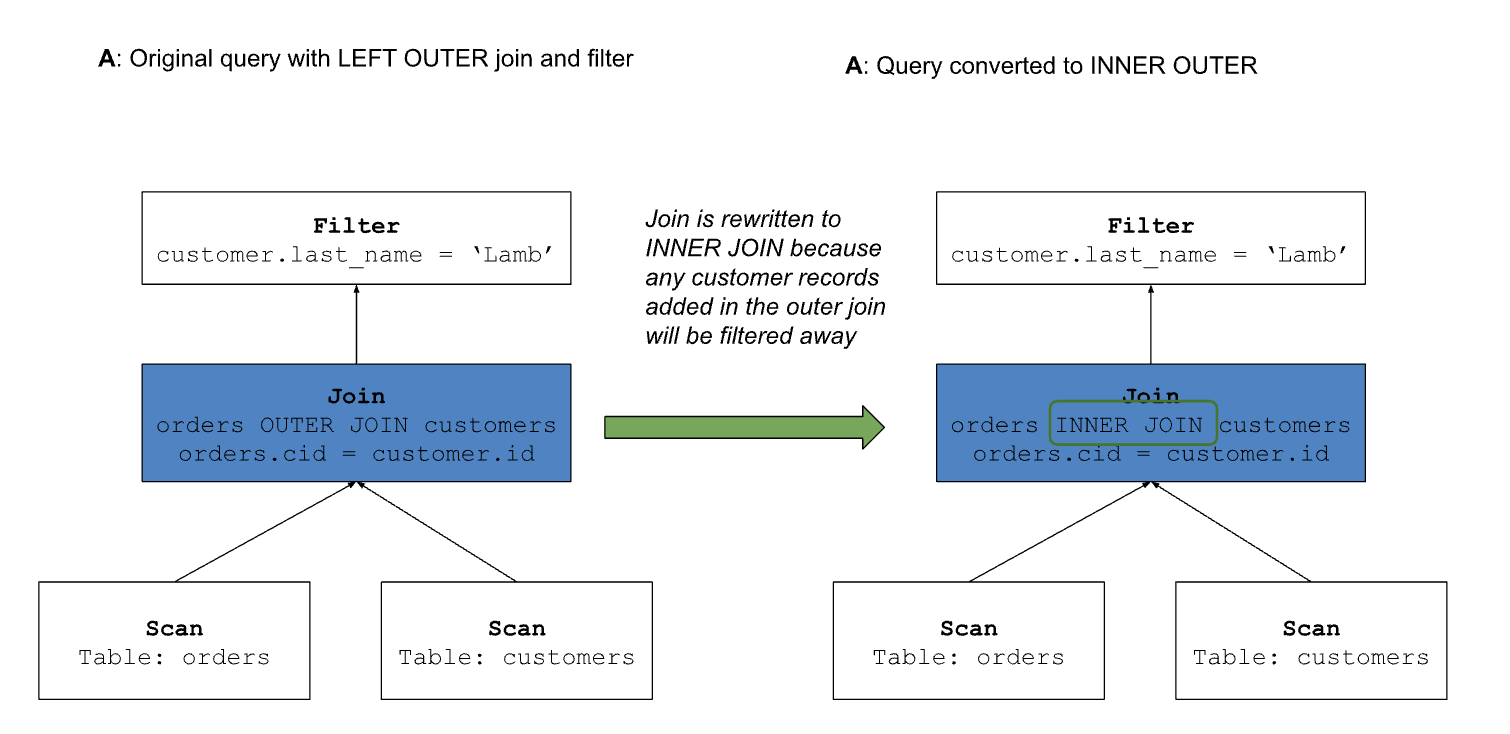 A: Original query with LEFT OUTER join and filter
A: Query converted to INNER OUTER
Filter
customer.last_name = ‘Lamb’
Join is rewritten to
INNER JOIN because
any customer records
added in the outer join
will be filtered away
Filter
customer.last_name = ‘Lamb’
Join
orders OUTER JOIN customers
orders.cid = customer.id
Join
orders INNER JOIN customers
orders.cid = customer.id
Scan
Table: orders
Scan
Table: customers
Scan
Table: orders
Scan
Table: customers